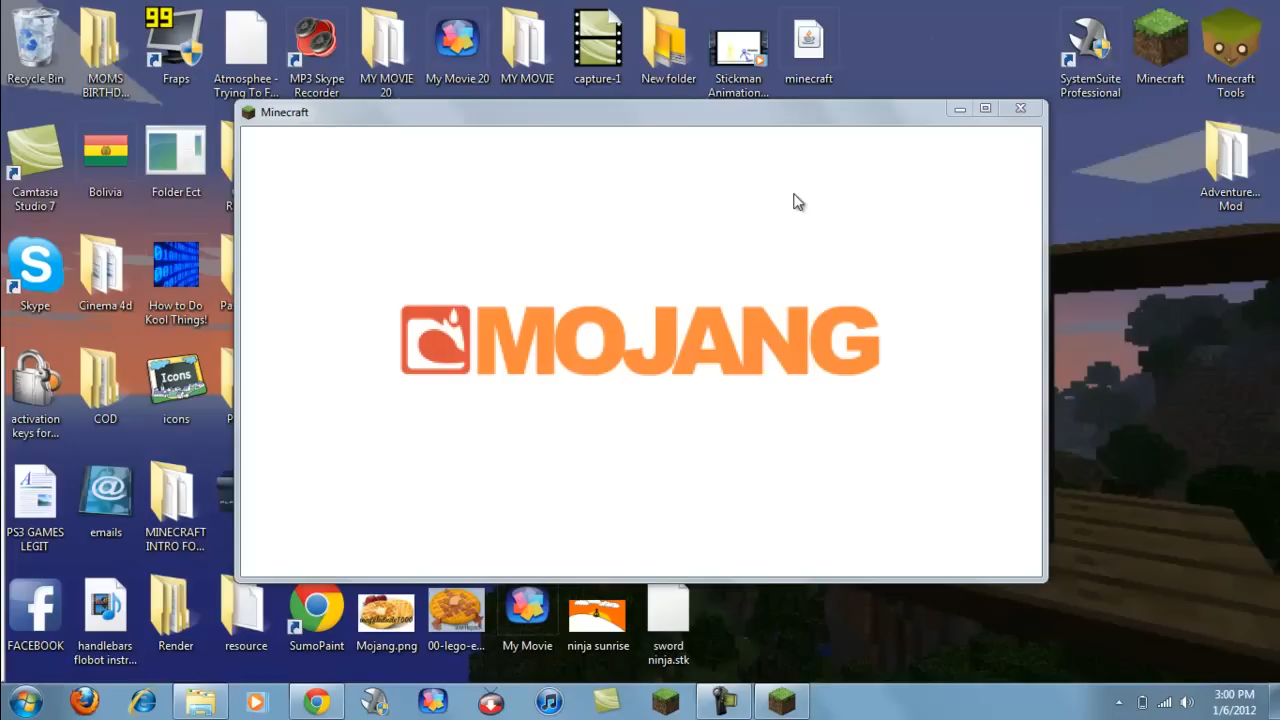 99
Recycle Bin
MOMS
BIRTHD...
Fraps
Atmosphee -
Trying To F...
MP3 Skype
Recorder
MY MOVIE
20
My Movie 20
MY MOVIE
capture-1
New folder
Stickman
Animation...
minecraft
SystemSuite
Professional
Minecraft
Minecraft
Tools
Minecraft
MOJANG
Camtasia
Studio 7
Bolivia
Folder Ect
Adventure...
Mod
Skype
Cinema 4d
How to Do
Kool Things!
activation
keys for...
COD
Icons
icons
PS3 GAMES
LEGIT
emails
MINECRAFT
INTRO FO...
FACEBOOK
handlebars
flobot instr...
Render
resource
SumoPaint
Mojang.png
00-lego-e...
My Movie
ninja sunrise
sword
ninja.stk
3:00 PM
1/6/2012